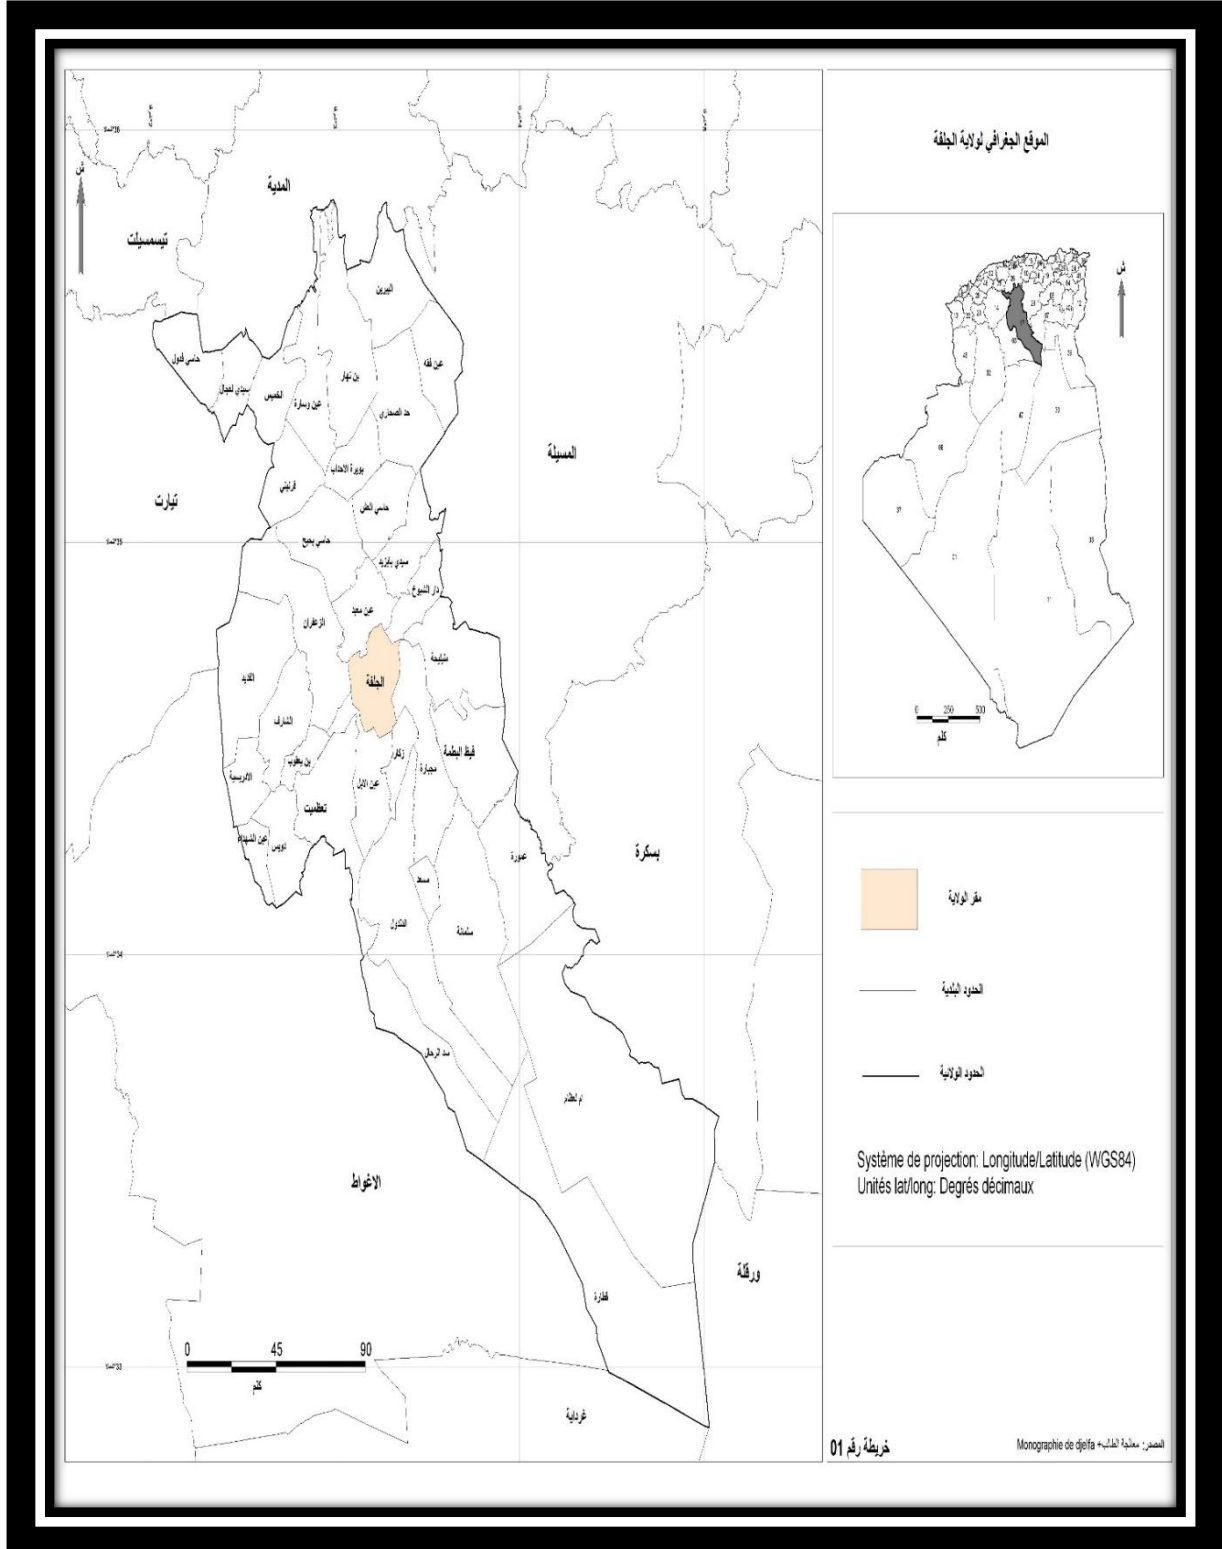 الموقع الجغرافي لولاية الجلفة
ش
ش
المدية
تيسمسيلت
البيرين
حاسي فدول
عين فقه
سيدي لعجال
بن نهار
الخميس
عين وسارة
حد الصحاري
المسيلة
بويرة الاحداب
قرنيني
تيارت
حاسي العش
حاسي بحبح
سيدي بايزيد
دار الشيوخ
عين معبد
الزعفران
مليليحة
القديد
الجلفة
الشارف
زكار
فيظ البطمة
بن يعقوب
مجبارة
الادريسية
عين الابل
تعظميت
عين الشهداء
دويس
عمورة
بسكرة
مسعد
سلمانة
سد الرحال
ام لعظام
الاغواط
ورقلة
قطارة
غرداية
0 45 90
كلم
0 250 500
كلم
مقر الولاية
الحدود البلدية
الحدود الولائية
Système de projection: Longitude/Latitude (WGS84)
Unités lat/long: Degrés décimaux
خريطة رقم 01
المصدر: معالجة الطالب+ Monographie de djelfa